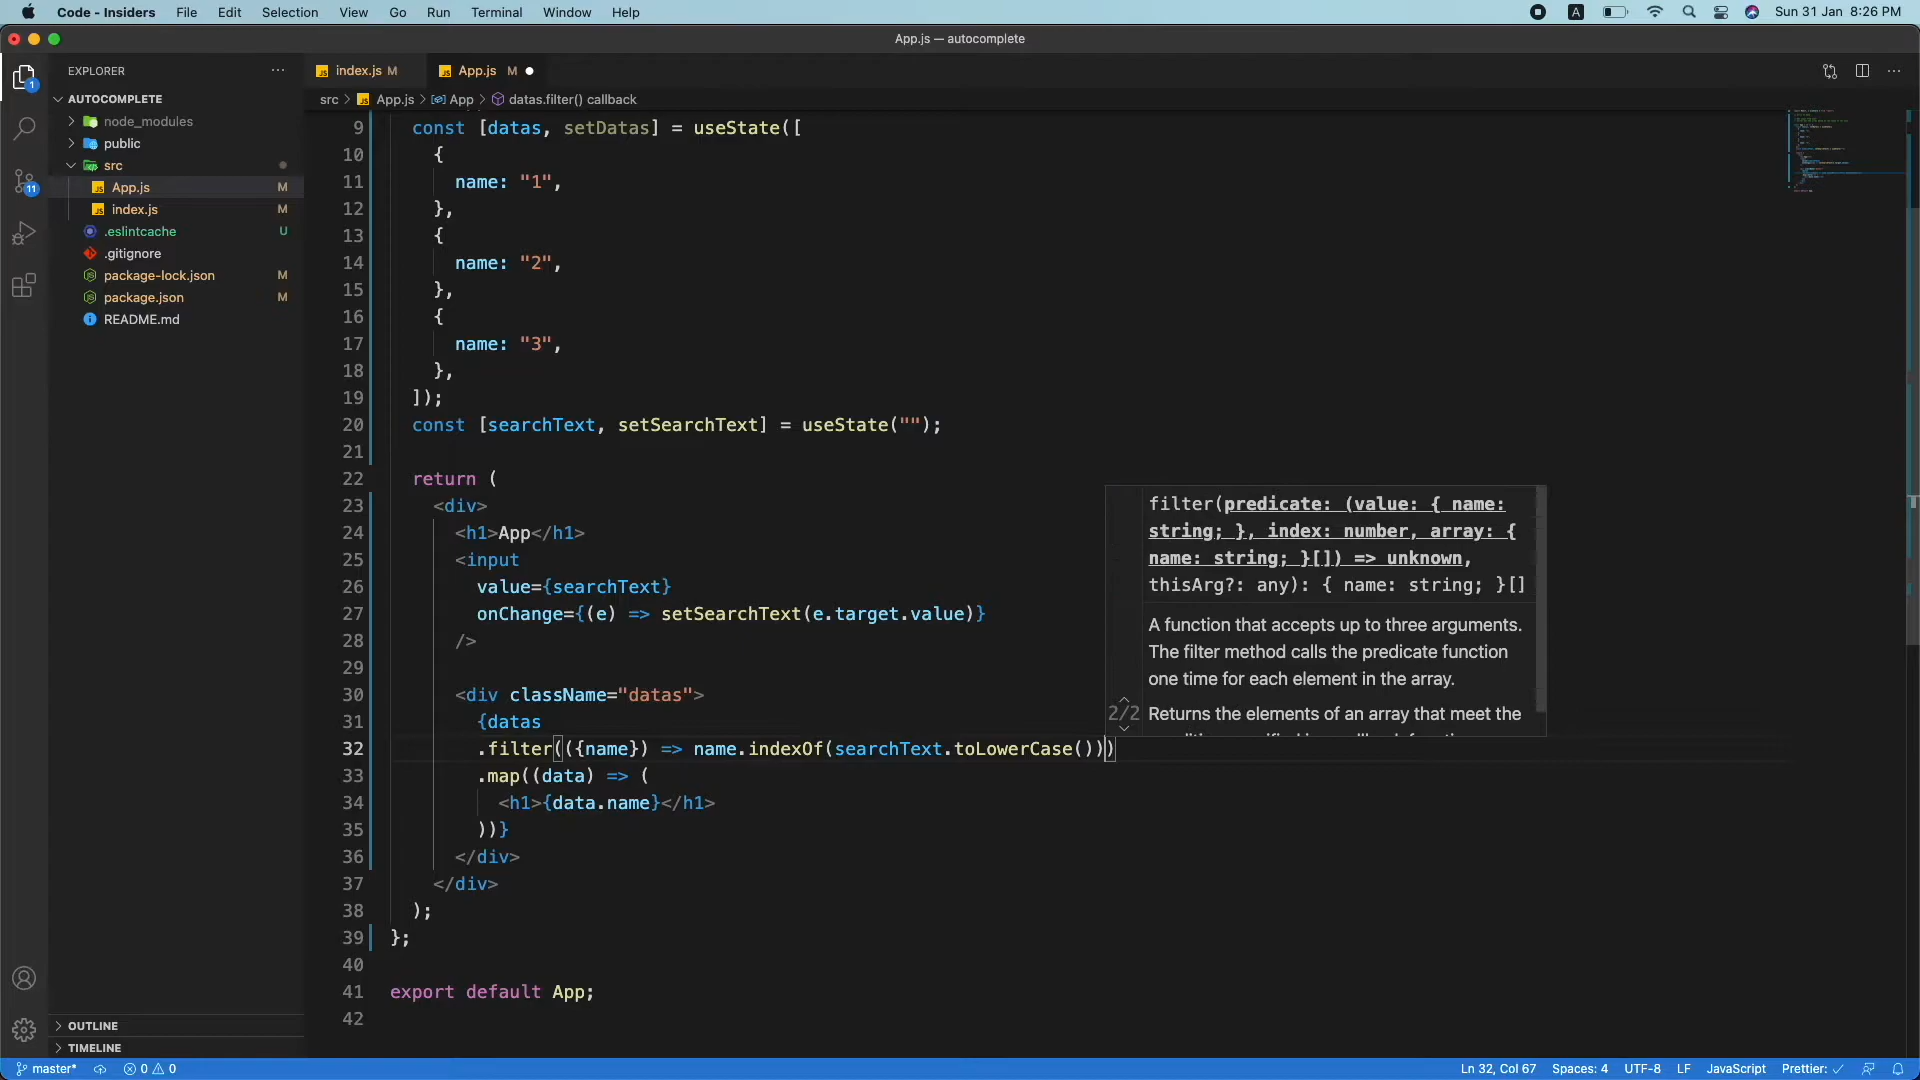 Code - Insiders File Edit Selection View Go Run Terminal Window Help A Sun 31 Jan 8:26 PM
App.js — autocomplete
EXPLORER
AUTOCOMPLETE
node_modules
public
src
App.js M
index.js M
.eslintcache U
.gitignore
package-lock.json M
package.json M
README.md
OUTLINE
TIMELINE
1
11
index.js M App.js M
src > App.js > App > datas.filter() callback
9 const [datas, setDatas] = useState([
10 {
11 name: "1",
12 },
13 {
14 name: "2",
15 },
16 {
17 name: "3",
18 },
19 ]);
20 const [searchText, setSearchText] = useState("");
21
22 return (
23 <div>
24 <h1>App</h1>
25 <input
26 value={searchText}
27 onChange={(e) => setSearchText(e.target.value)}
28 />
29
30 <div className="datas">
31 {datas
32 .filter(({name}) => name.indexOf(searchText.toLowerCase()))
33 .map((data) => (
34 <h1>{data.name}</h1>
35 ))}
36 </div>
37 </div>
38 );
39 };
40
41 export default App;
42
filter(predicate: (value: { name:
string; }, index: number, array: {
name: string; }[]) => unknown,
thisArg?: any): { name: string; }[]
A function that accepts up to three arguments.
The filter method calls the predicate function
one time for each element in the array.
2/2 Returns the elements of an array that meet the
master* 0 0 Ln 32, Col 67 Spaces: 4 UTF-8 LF JavaScript Prettier: ✓